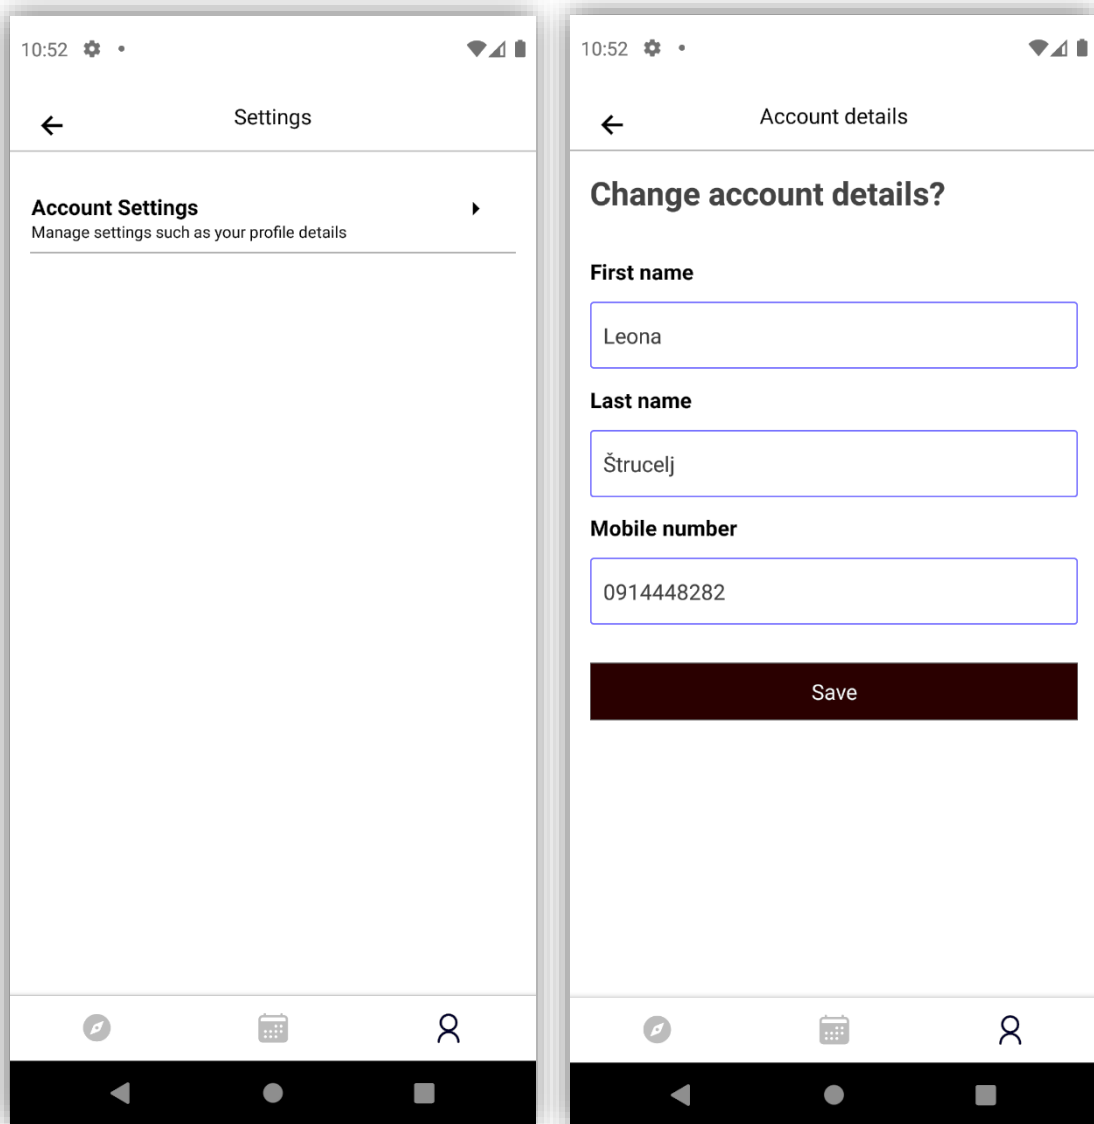 10:52
Settings
Account Settings
Manage settings such as your profile details
10:52
Account details
Change account details?
First name
Leona
Last name
Štrucelj
Mobile number
0914448282
Save